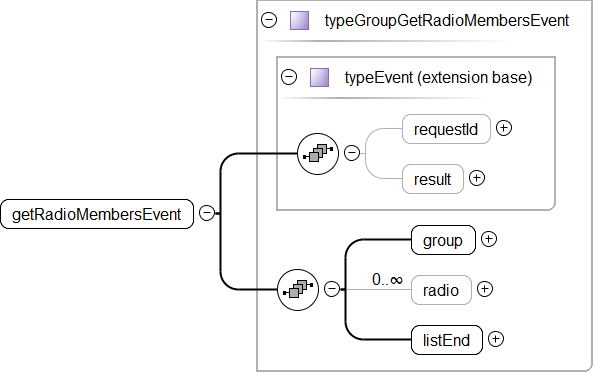 typeGroupGetRadioMembersEvent
typeEvent (extension base)
requestId
result
getRadioMembersEvent
group
0..∞
radio
listEnd